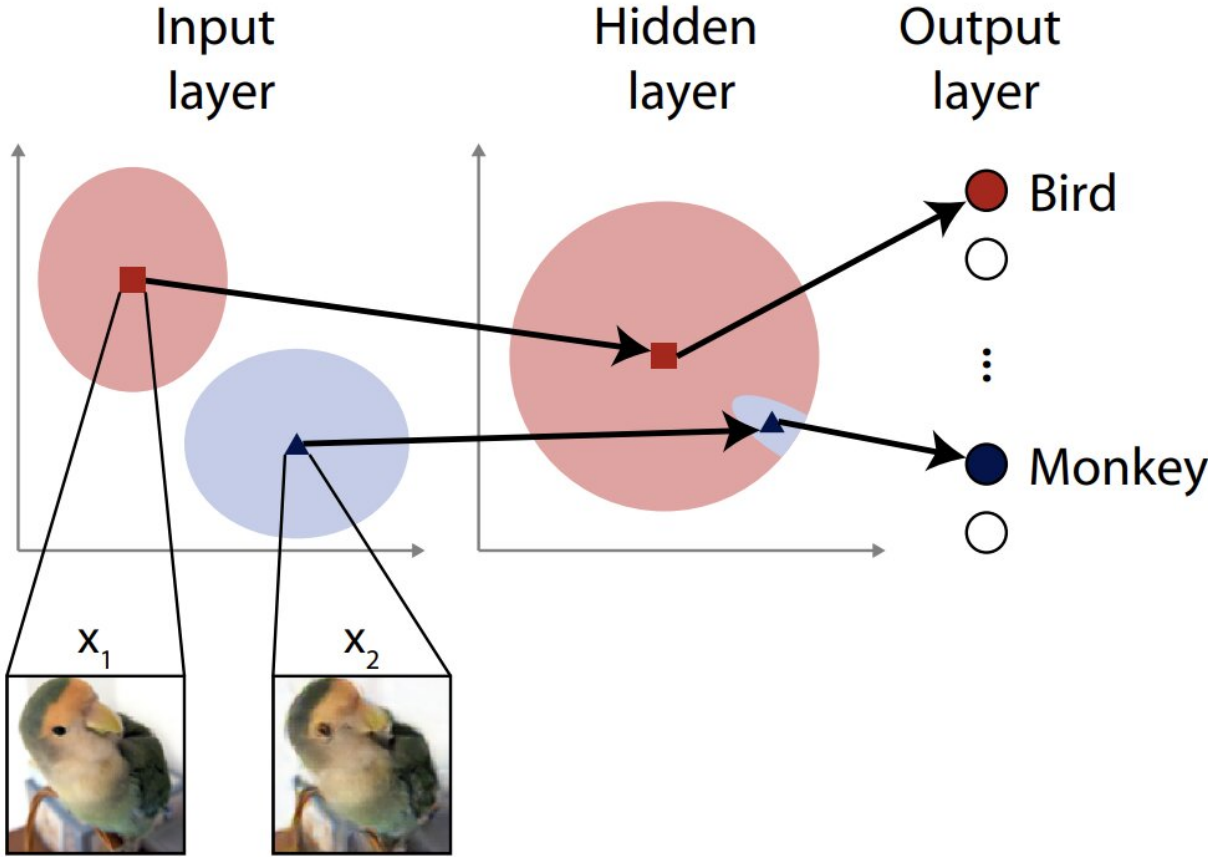 Input
layer
Hidden
layer
Output
layer
Bird
...
Monkey
x₁
x₂